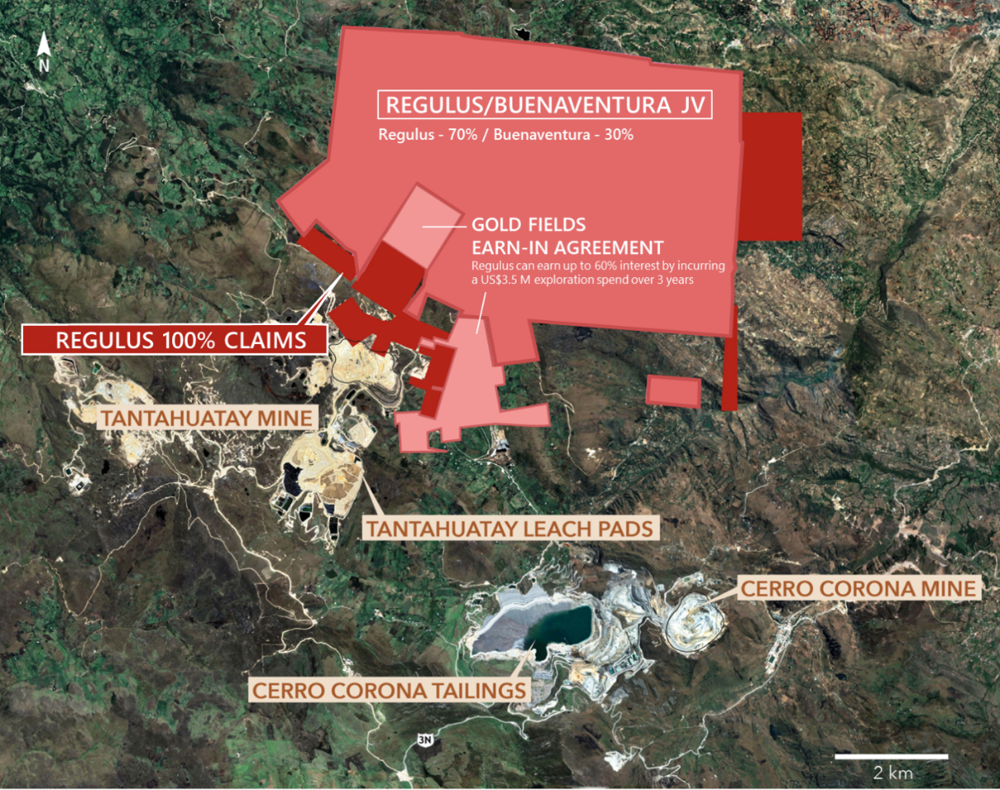 N
REGULUS/BUENAVENTURA JV
Regulus - 70% / Buenaventura - 30%
GOLD FIELDS
EARN-IN AGREEMENT
Regulus can earn up to 60% interest by incurring
a US$3.5 M exploration spend over 3 years
REGULUS 100% CLAIMS
TANTAHUATAY MINE
TANTAHUATAY LEACH PADS
CERRO CORONA MINE
CERRO CORONA TAILINGS
3N
2 km